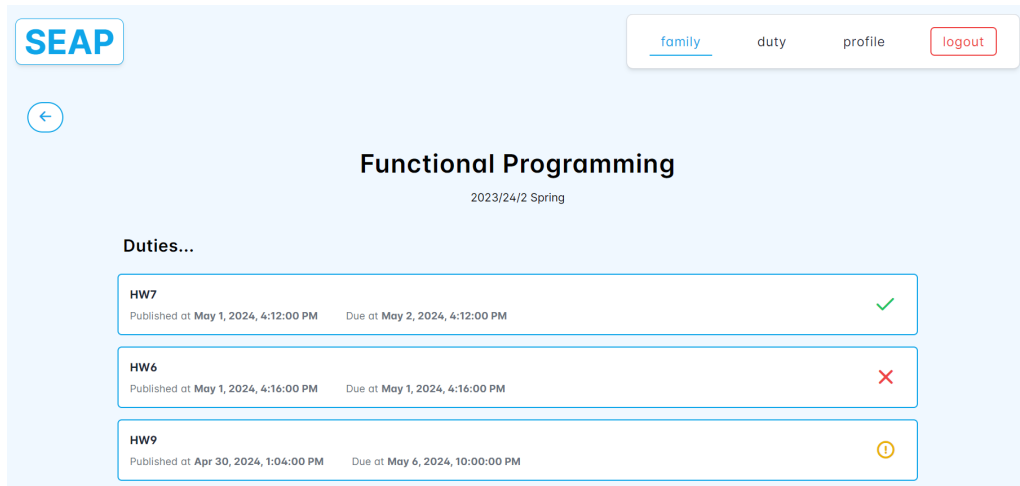 SEAP
family duty profile logout
Functional Programming
2023/24/2 Spring
Duties...
HW7
Published at May 1, 2024, 4:12:00 PM Due at May 2, 2024, 4:12:00 PM
HW6
Published at May 1, 2024, 4:16:00 PM Due at May 1, 2024, 4:16:00 PM
HW9
Published at Apr 30, 2024, 1:04:00 PM Due at May 6, 2024, 10:00:00 PM